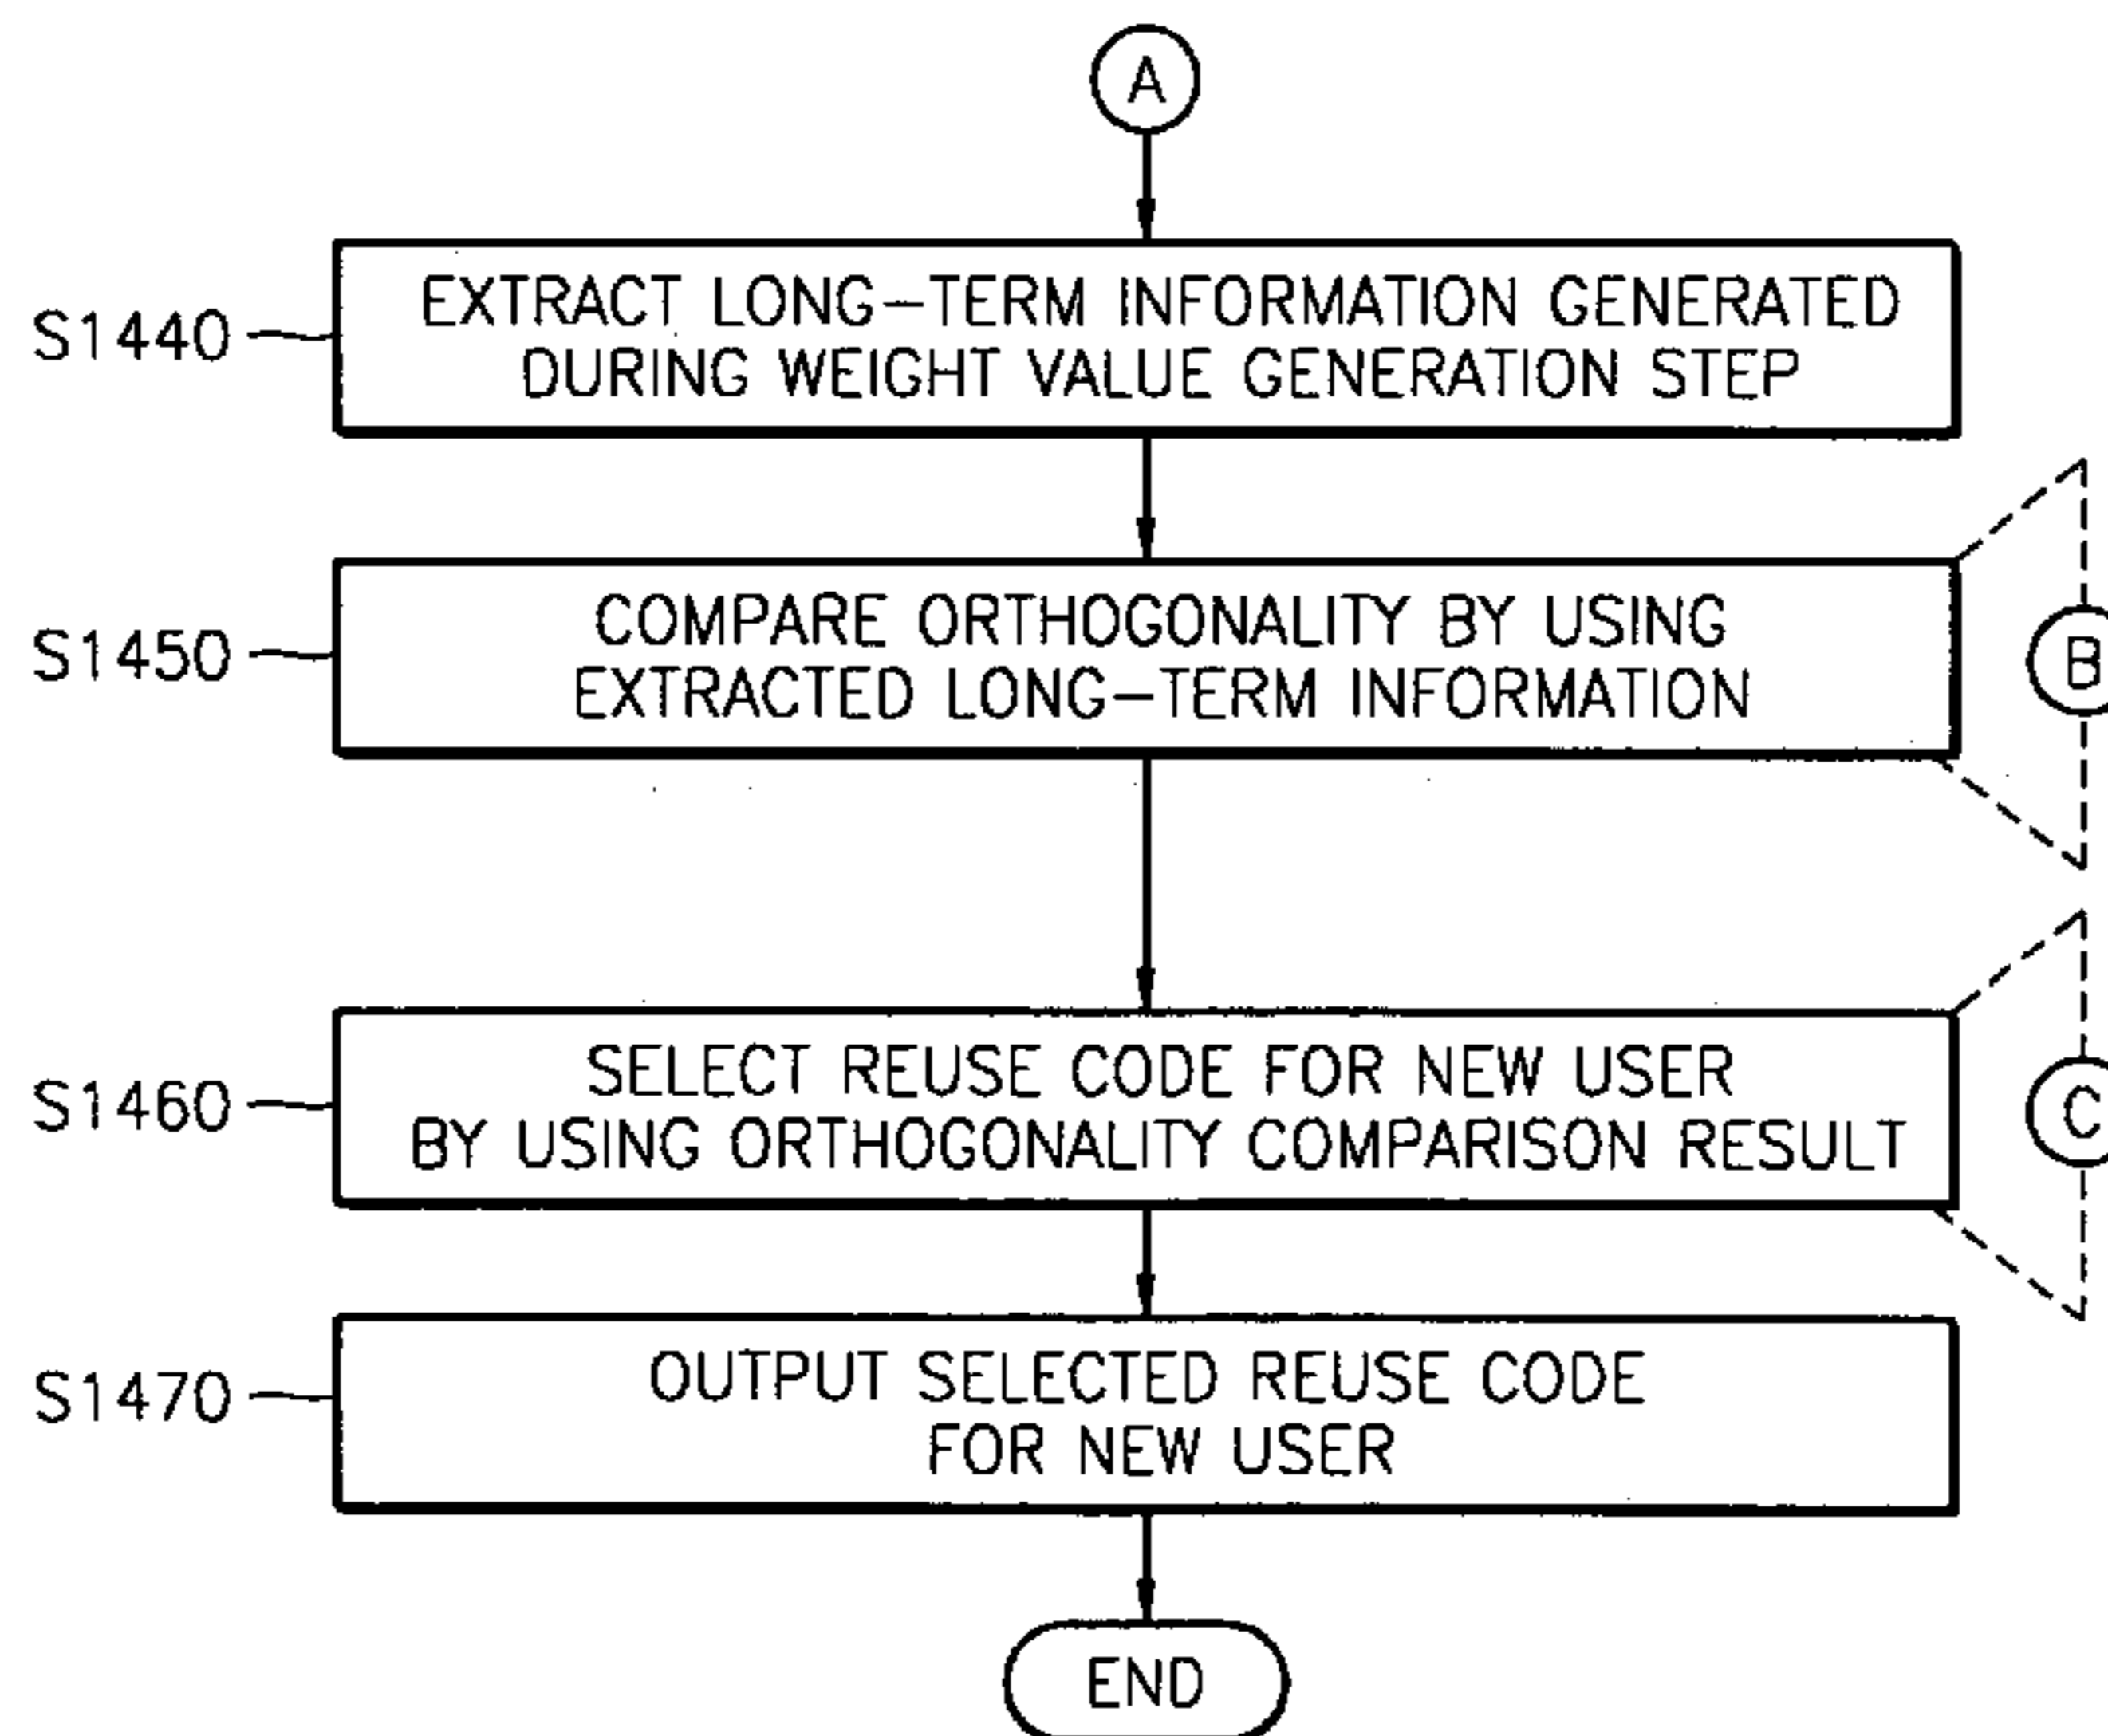 A
S1440
EXTRACT LONG-TERM INFORMATION GENERATED
DURING WEIGHT VALUE GENERATION STEP
S1450
COMPARE ORTHOGONALITY BY USING
EXTRACTED LONG-TERM INFORMATION
B
S1460
SELECT REUSE CODE FOR NEW USER
BY USING ORTHOGONALITY COMPARISON RESULT
C
S1470
OUTPUT SELECTED REUSE CODE
FOR NEW USER
END